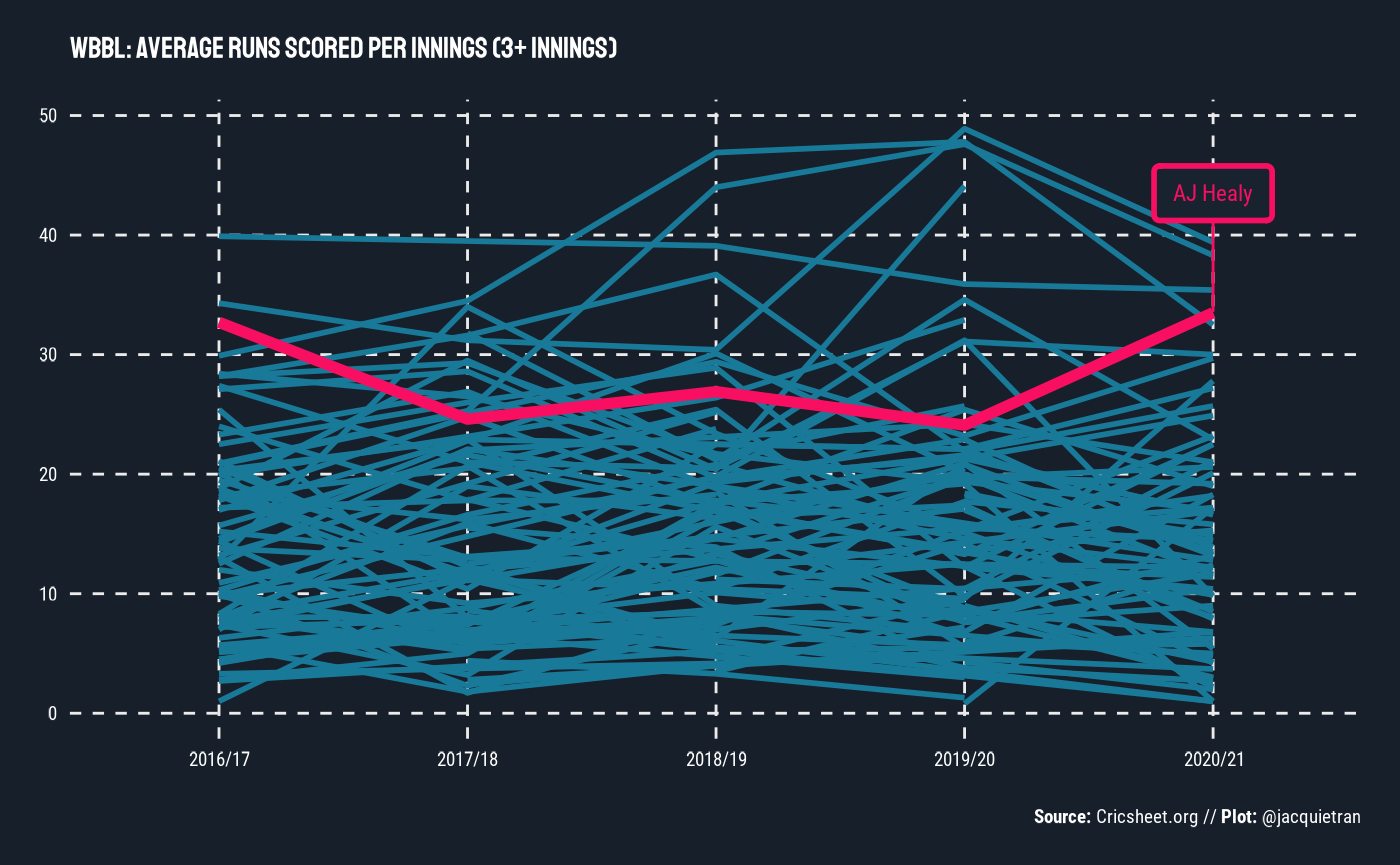 WBBL: AVERAGE RUNS SCORED PER INNINGS (3+ INNINGS)
50
AJ Healy
40
30
20
10
0
2016/17 2017/18 2018/19 2019/20 2020/21
Source: Cricsheet.org // Plot: @jacquietran